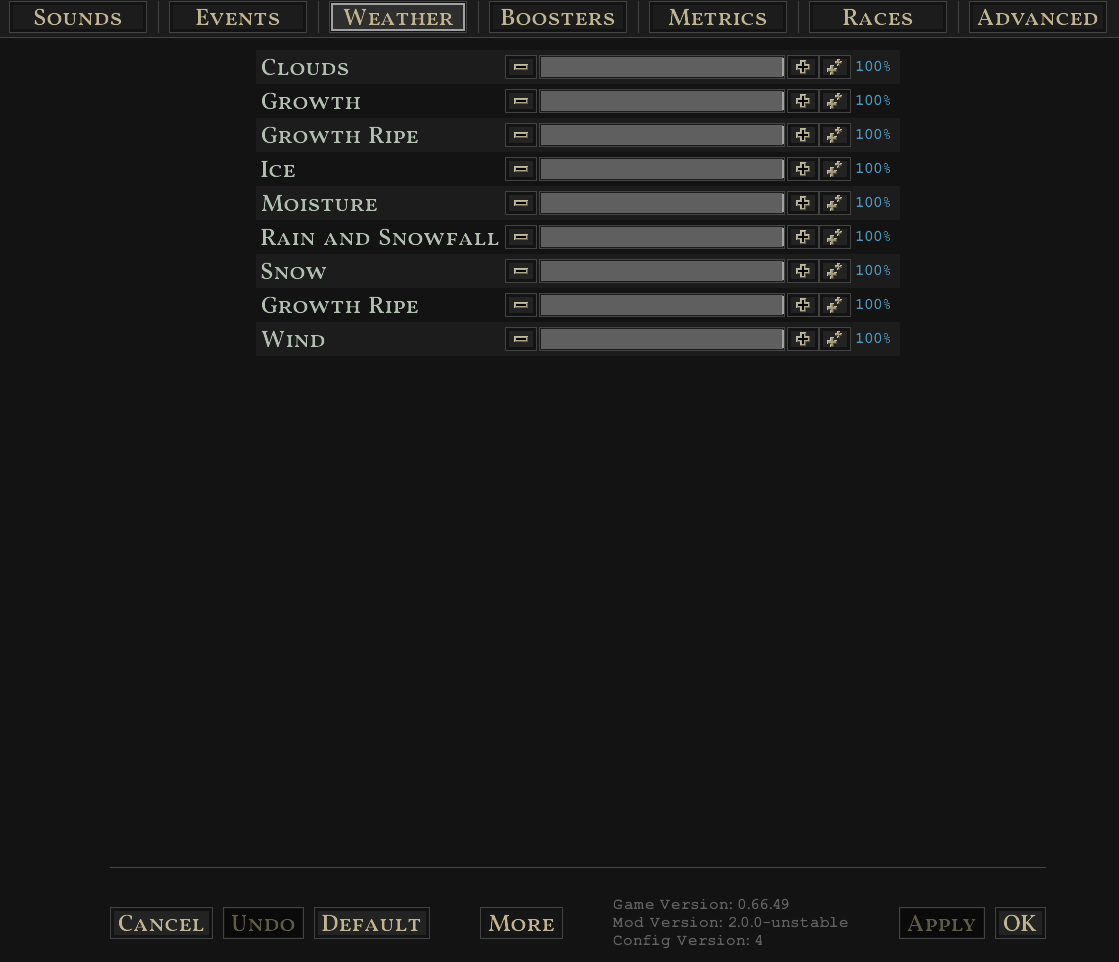 Sounds Events Weather Boosters Metrics Races Advanced
Clouds 100%
Growth 100%
Growth Ripe 100%
Ice 100%
Moisture 100%
Rain and Snowfall 100%
Snow 100%
Growth Ripe 100%
Wind 100%
Game Version: 0.66.49
Cancel Undo Default More Mod Version: 2.0.0-unstable Apply OK
Config Version: 4